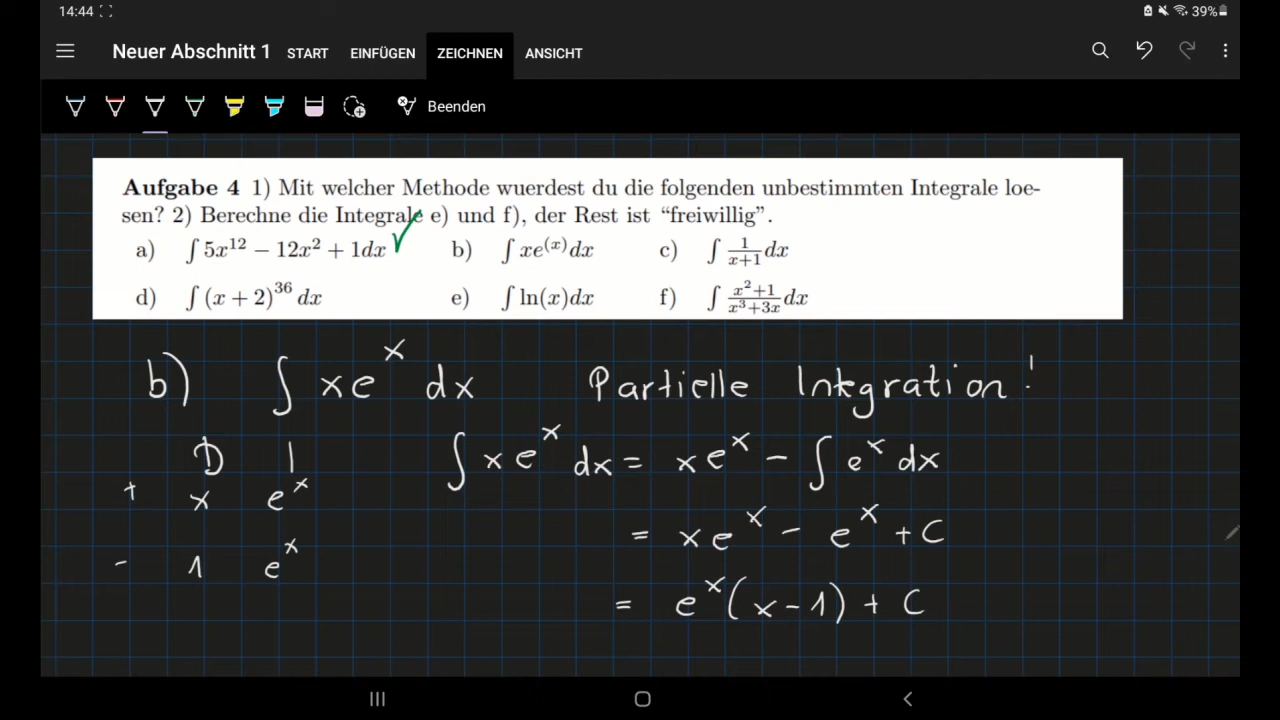 14:44 39%
Neuer Abschnitt 1 START EINFÜGEN ZEICHNEN ANSICHT
Beenden
Aufgabe 4 1) Mit welcher Methode wuerdest du die folgenden unbestimmten Integrale loe-
sen? 2) Berechne die Integrale e) und f), der Rest ist “freiwillig”.
a) ∫ 5x^12 − 12x^2 + 1dx ✓ b) ∫ xe^(x) dx c) ∫ 1/(x+1) dx
d) ∫ (x + 2)^36 dx e) ∫ ln(x)dx f) ∫ (x^2+1)/(x^3+3x) dx
b) ∫ xe^x dx Partielle Integration!
D I
+ x e^x
- 1 e^x
∫ xe^x dx = xe^x − ∫ e^x dx
= xe^x − e^x + C
= e^x (x − 1) + C